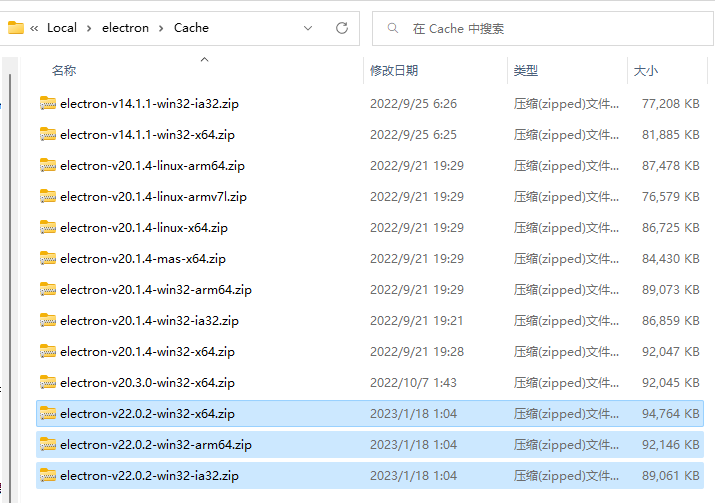 « Local > electron > Cache 在 Cache 中搜索
名称 修改日期 类型 大小
electron-v14.1.1-win32-ia32.zip 2022/9/25 6:26 压缩(zipped)文件... 77,208 KB
electron-v14.1.1-win32-x64.zip 2022/9/25 6:25 压缩(zipped)文件... 81,885 KB
electron-v20.1.4-linux-arm64.zip 2022/9/21 19:29 压缩(zipped)文件... 87,478 KB
electron-v20.1.4-linux-armv7l.zip 2022/9/21 19:29 压缩(zipped)文件... 76,579 KB
electron-v20.1.4-linux-x64.zip 2022/9/21 19:29 压缩(zipped)文件... 86,725 KB
electron-v20.1.4-mas-x64.zip 2022/9/21 19:29 压缩(zipped)文件... 84,430 KB
electron-v20.1.4-win32-arm64.zip 2022/9/21 19:29 压缩(zipped)文件... 89,073 KB
electron-v20.1.4-win32-ia32.zip 2022/9/21 19:21 压缩(zipped)文件... 86,859 KB
electron-v20.1.4-win32-x64.zip 2022/9/21 19:28 压缩(zipped)文件... 92,047 KB
electron-v20.3.0-win32-x64.zip 2022/10/7 1:43 压缩(zipped)文件... 92,045 KB
electron-v22.0.2-win32-x64.zip 2023/1/18 1:04 压缩(zipped)文件... 94,764 KB
electron-v22.0.2-win32-arm64.zip 2023/1/18 1:04 压缩(zipped)文件... 92,146 KB
electron-v22.0.2-win32-ia32.zip 2023/1/18 1:04 压缩(zipped)文件... 89,061 KB